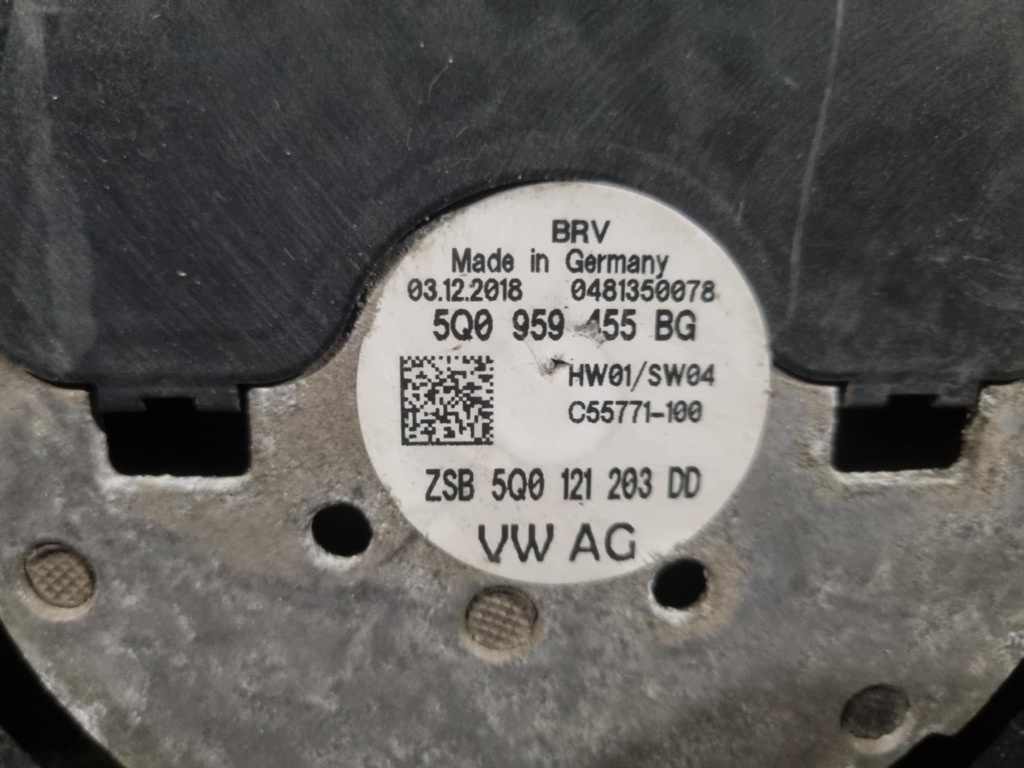 BRV
Made in Germany
03.12.2018 0481350078
5Q0 959 455 BG
HW01/SW04
C55771-100
ZSB 5Q0 121 203 DD
VW AG